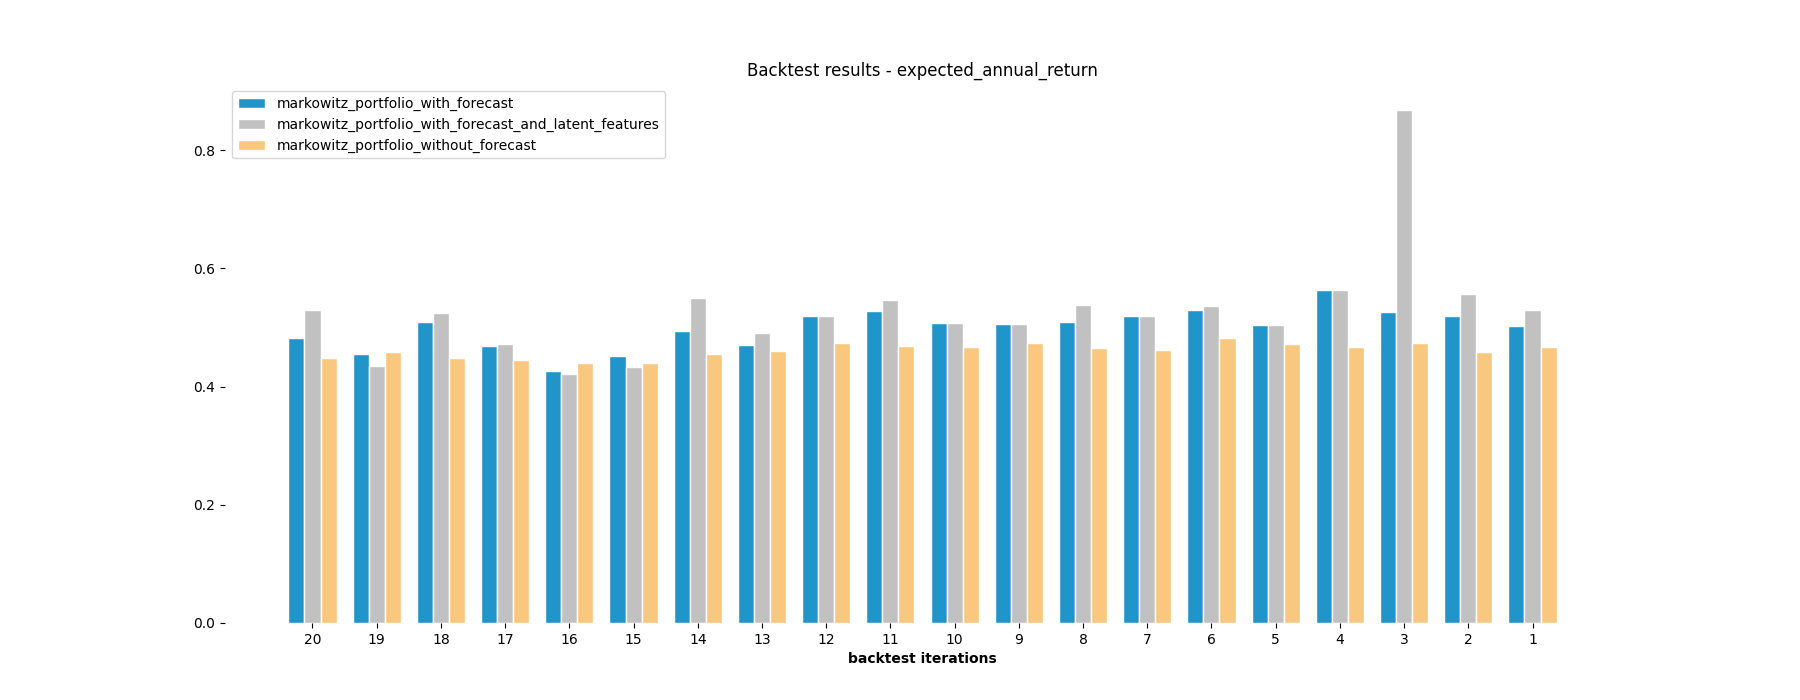 Backtest results - expected_annual_return
markowitz_portfolio_with_forecast
markowitz_portfolio_with_forecast_and_latent_features
markowitz_portfolio_without_forecast
0.8
0.6
0.4
0.2
0.0
20 19 18 17 16 15 14 13 12 11 10 9 8 7 6 5 4 3 2 1
backtest iterations